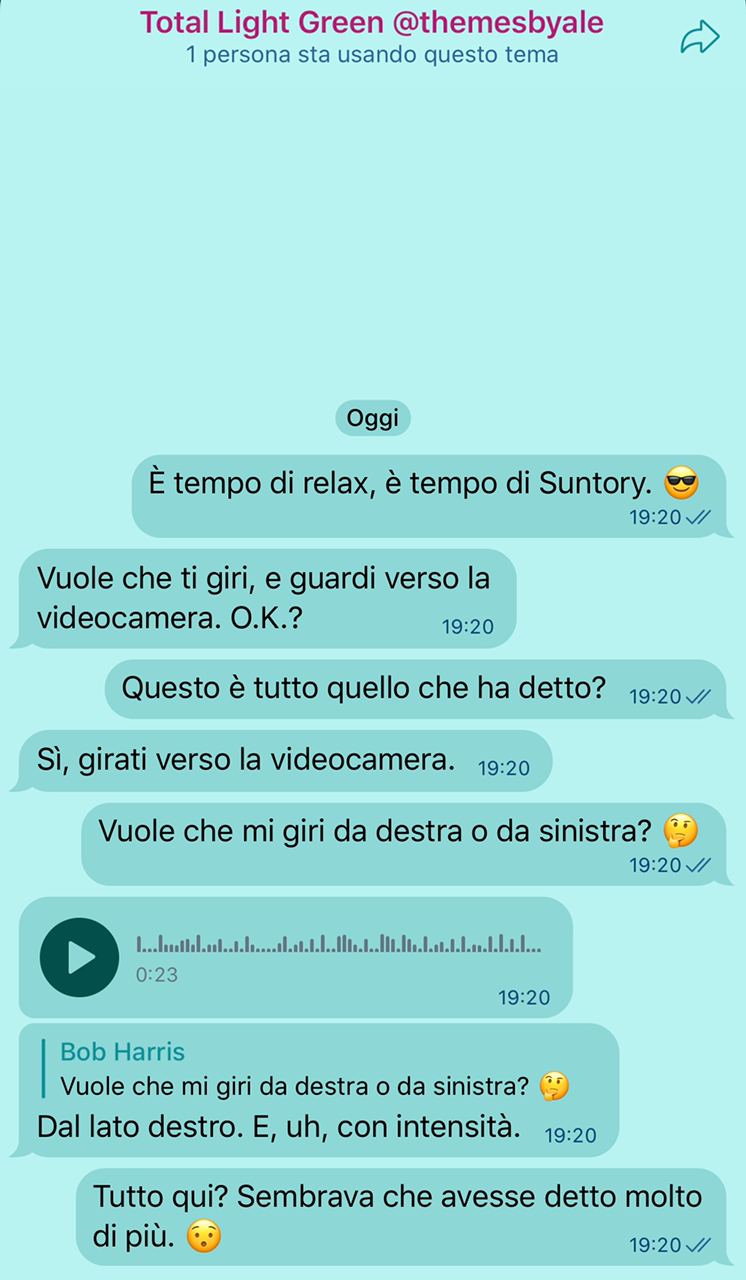 Total Light Green @themesbyale
1 persona sta usando questo tema
Oggi
È tempo di relax, è tempo di Suntory. 😎
19:20
Vuole che ti giri, e guardi verso la
videocamera. O.K.?
19:20
Questo è tutto quello che ha detto?
19:20
Sì, girati verso la videocamera.
19:20
Vuole che mi giri da destra o da sinistra? 🤔
19:20
0:23
19:20
Bob Harris
Vuole che mi giri da destra o da sinistra? 🤔
Dal lato destro. E, uh, con intensità.
19:20
Tutto qui? Sembrava che avesse detto molto
di più. 😯
19:20